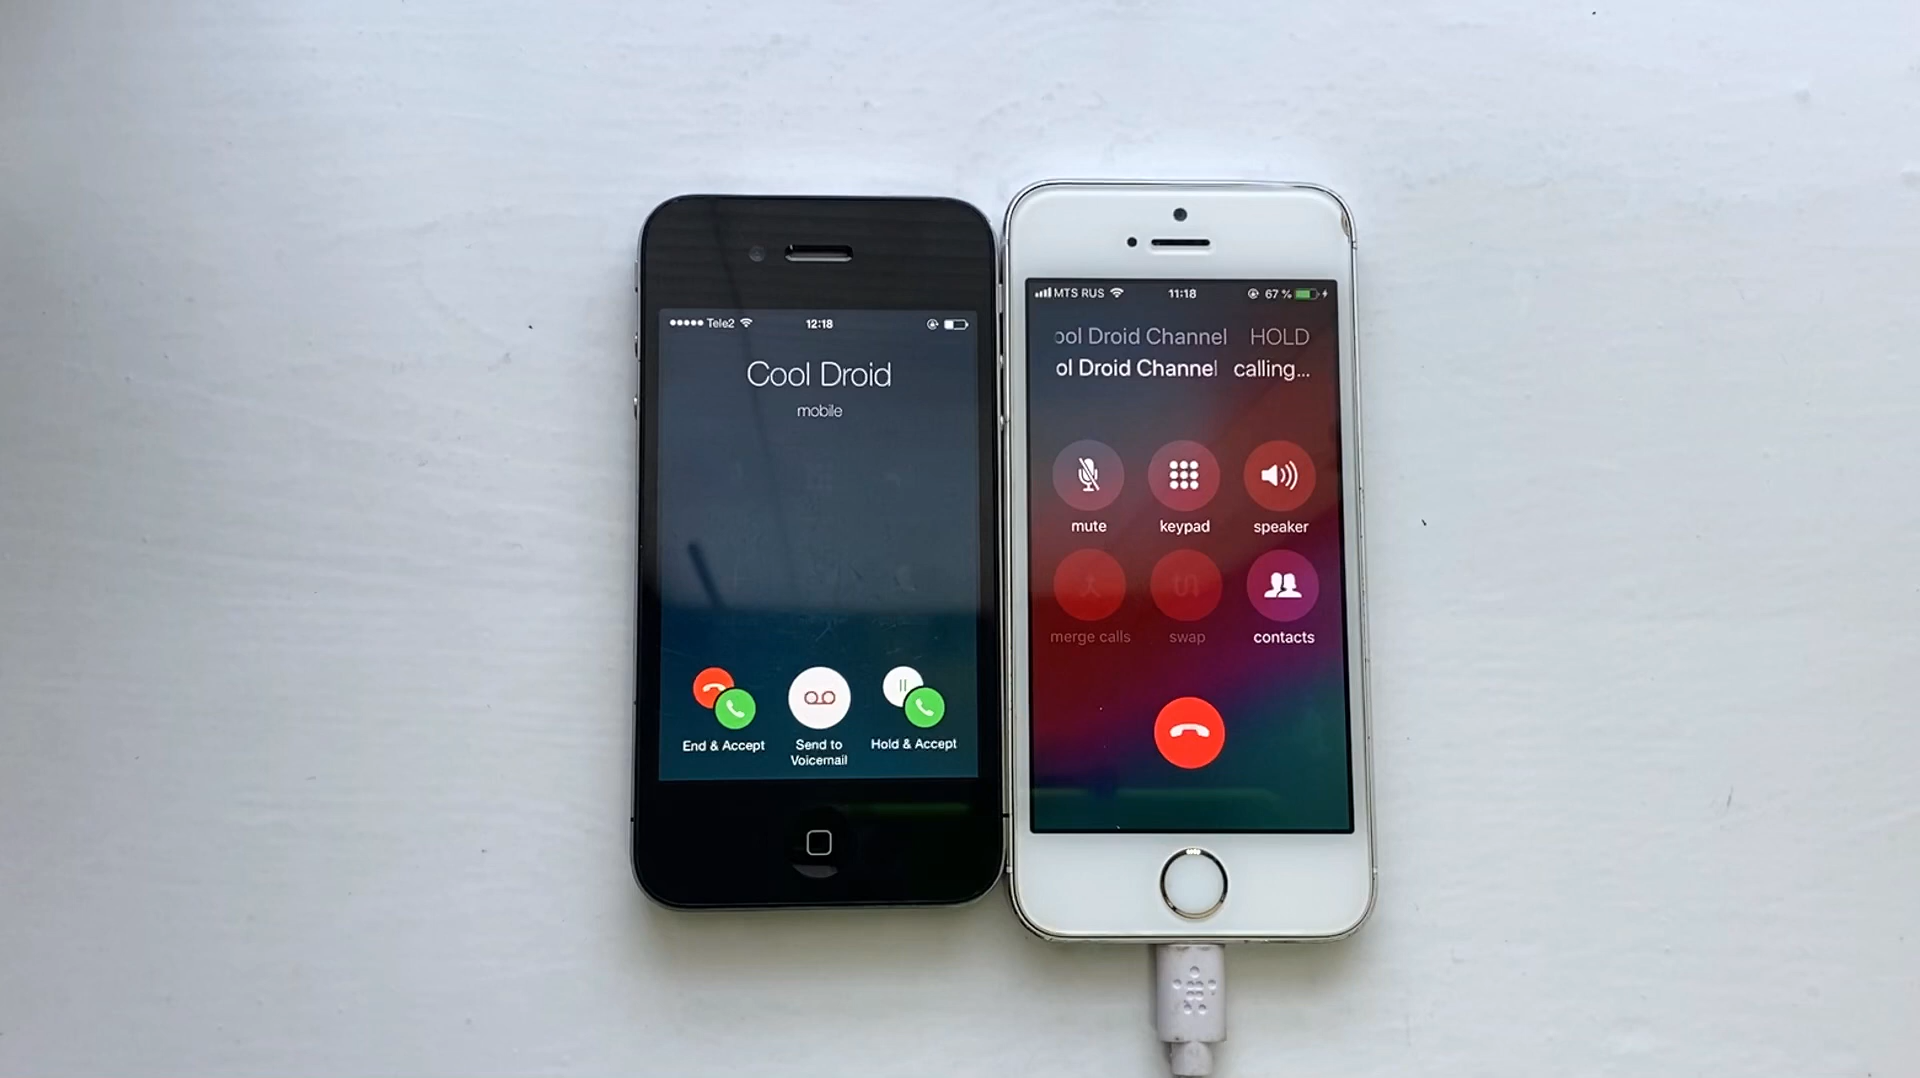 Tele2
12:18
Cool Droid
mobile
End & Accept
Send to
Voicemail
Hold & Accept
MTS RUS
11:18
67 %
ool Droid Channel HOLD
ol Droid Channel calling...
mute
keypad
speaker
merge calls
swap
contacts